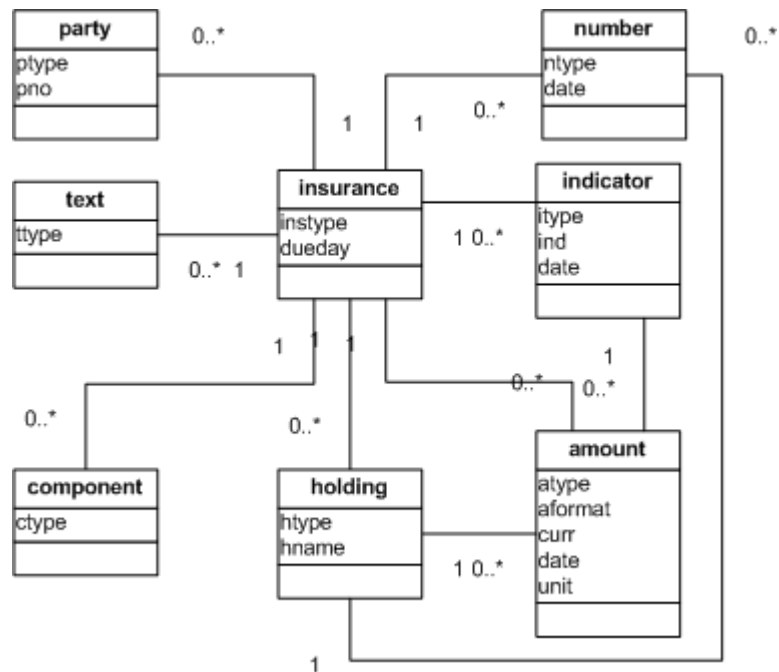 party
0..*
number
0..*
ptype
pno
ntype
date
1
1
0..*
text
insurance
indicator
ttype
instype
dueday
itype
ind
date
0..* 1
1 0..*
1
1
1
1
0..*
0..*
0..*
0..*
component
holding
amount
ctype
htype
hname
atype
aformat
curr
date
unit
1 0..*
1